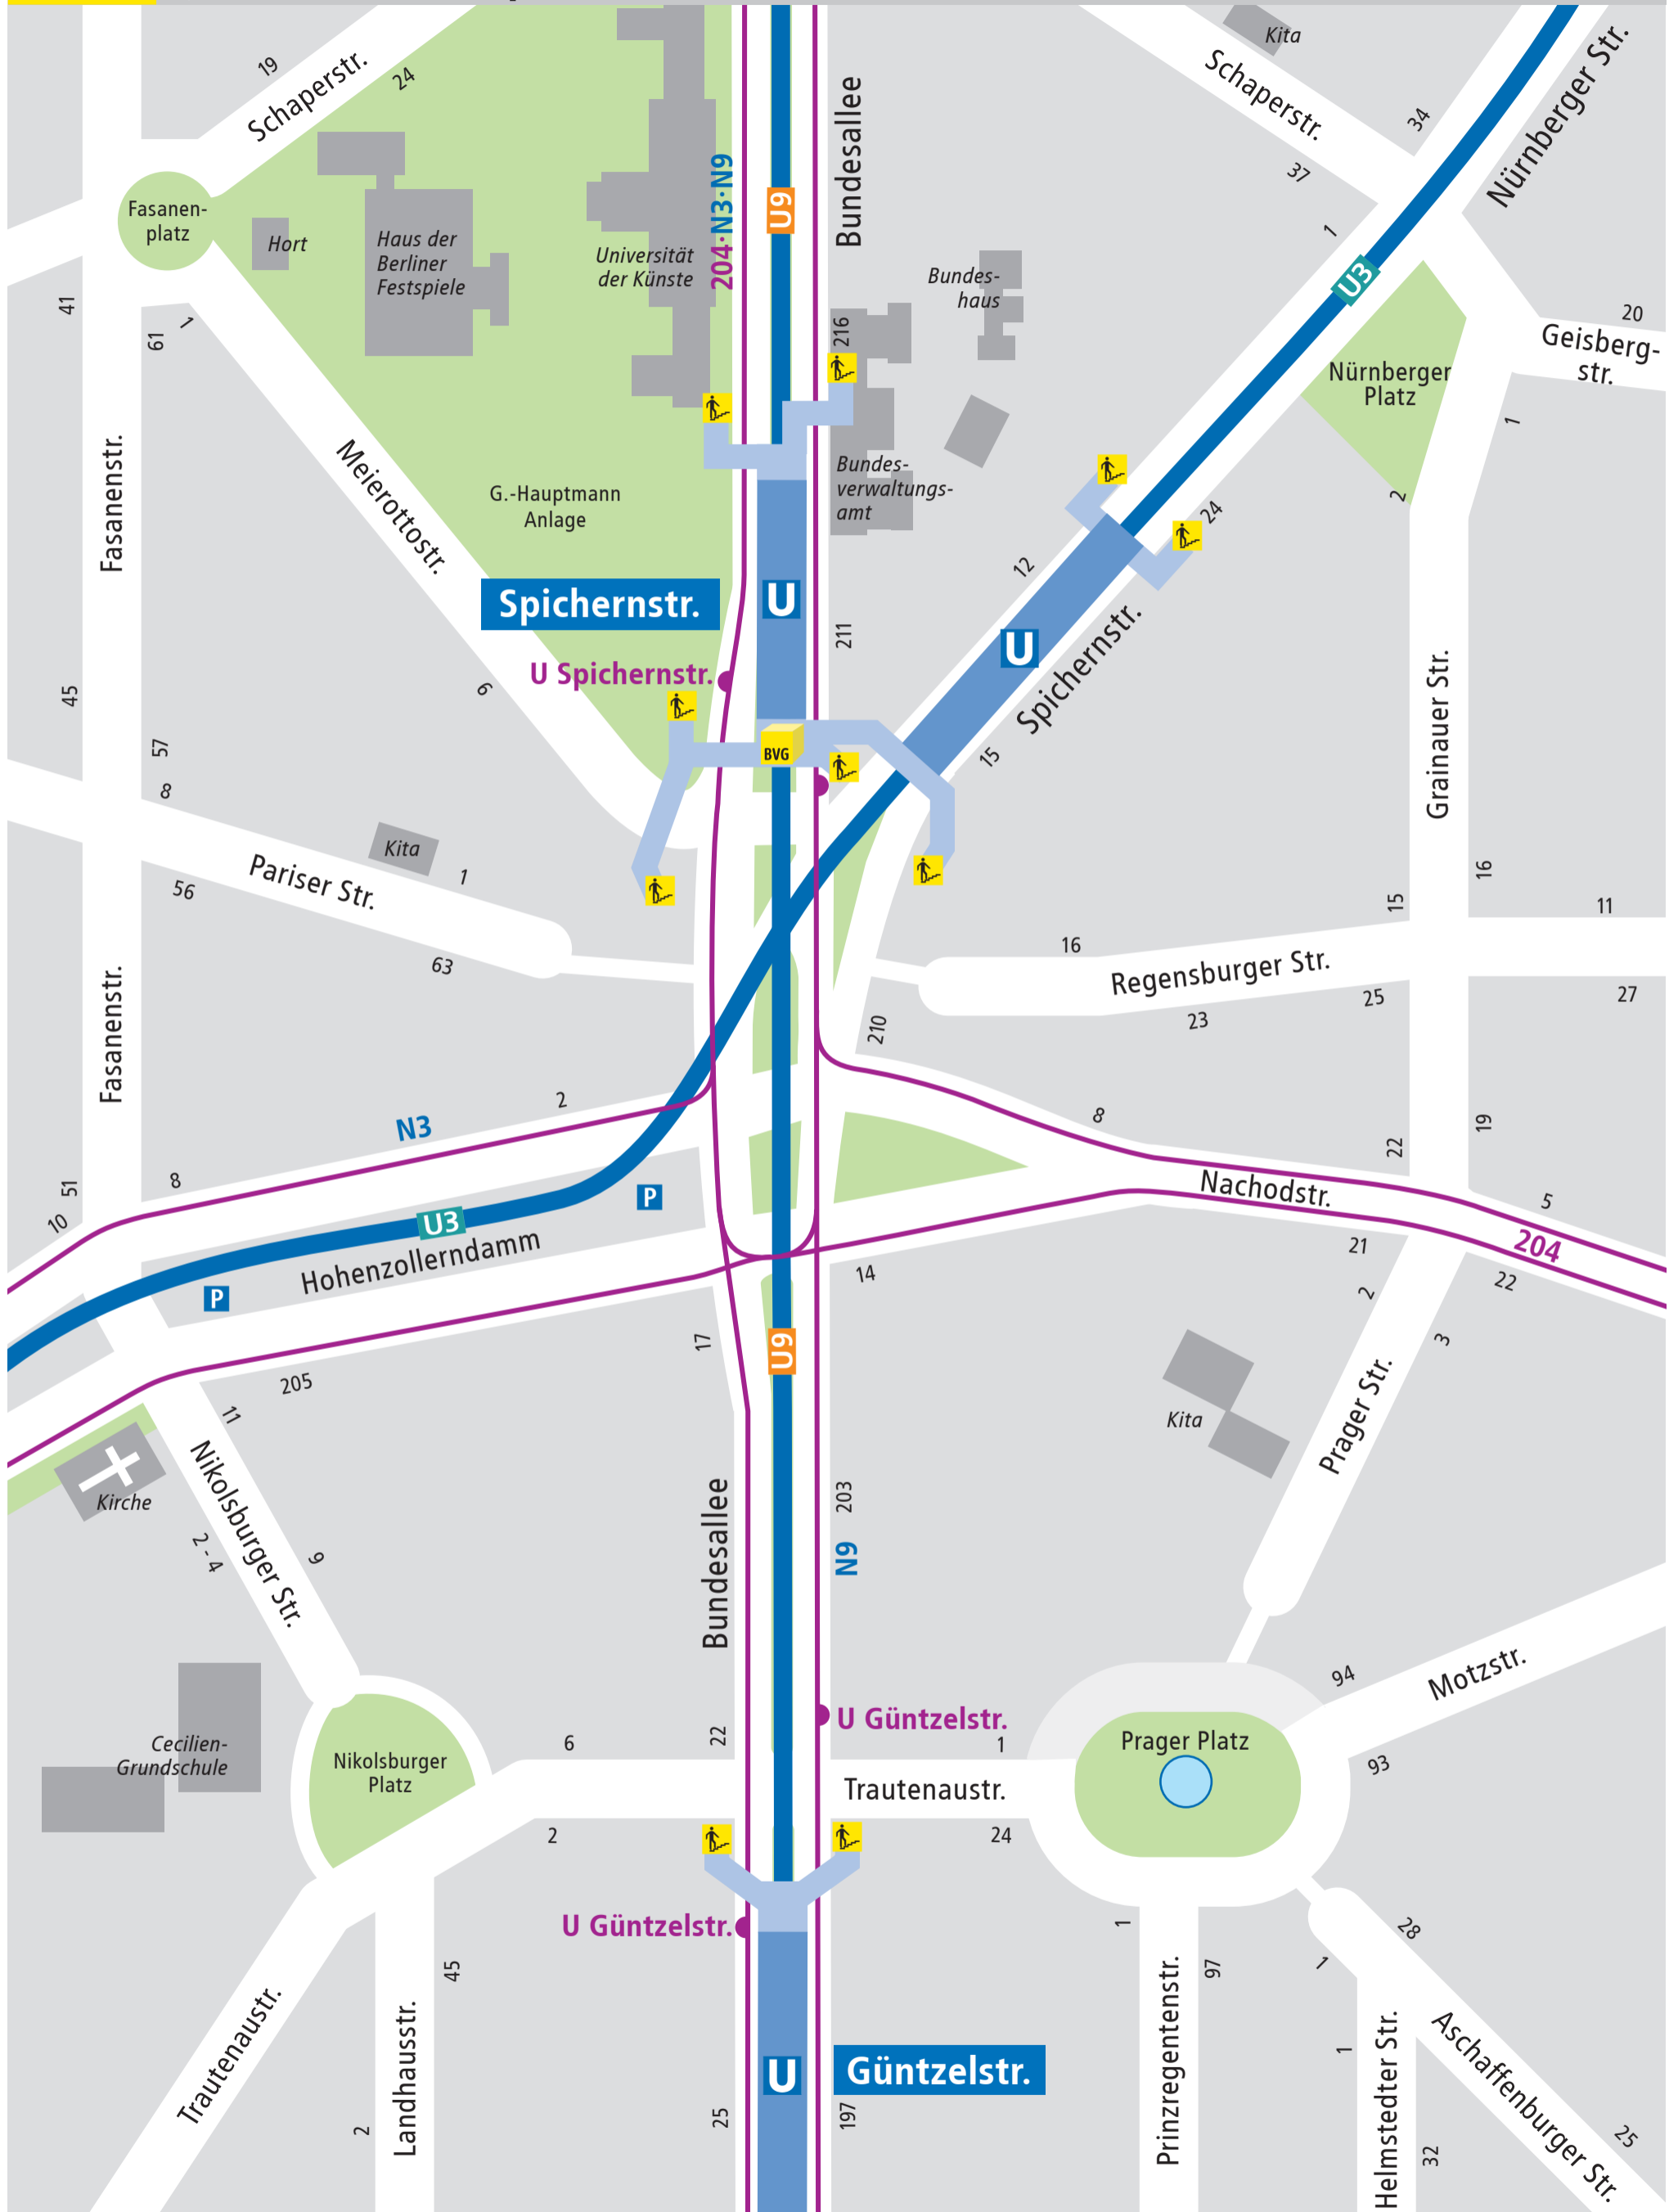 Kita
Schaperstr.
19
24
Schaperstr.
Nürnberger Str.
34
37
1
Bundesallee
204·N3·N9
U9
Fasanen-
platz
Hort
Haus der
Berliner
Festspiele
Universität
der Künste
Bundes-
haus
U3
41
61
1
216
20
Geisberg-
str.
Nürnberger
Platz
1
2
Fasanenstr.
Meierottostr.
G.-Hauptmann
Anlage
Bundes-
verwaltungs-
amt
24
12
Spichernstr.
U
211
U
Spichernstr.
U Spichernstr.
45
6
57
BVG
15
Grainauer Str.
8
Kita
1
Pariser Str.
56
63
16
15
11
16
Regensburger Str.
25
23
27
Fasanenstr.
210
2
N3
8
19
22
8
51
10
P
U3
Hohenzollerndamm
P
Nachodstr.
5
204
21
22
14
2
3
17
U9
205
11
Kita
Prager Str.
Nikolsburger Str.
Kirche
2 - 4
9
Bundesallee
203
N9
94
Motzstr.
93
U Güntzelstr.
1
22
6
Cecilien-
Grundschule
Nikolsburger
Platz
Trautenaustr.
Prager Platz
2
24
U Güntzelstr.
45
1
97
28
1
Trautenaustr.
Landhausstr.
2
U
Güntzelstr.
25
197
Prinzregentenstr.
1
Helmstedter Str.
32
Aschaffenburger Str.
25